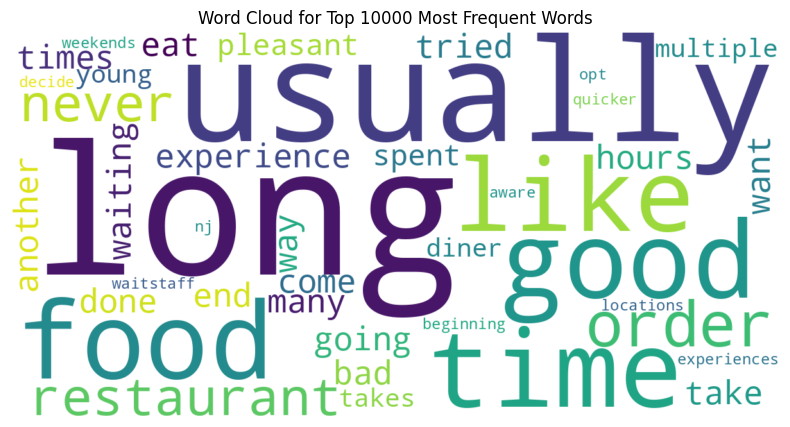 Word Cloud for Top 10000 Most Frequent Words
weekends eat pleasant tried multiple
times young usually opt
decide never quicker
waiting experience spent like hours want
another long aware
nj way good
waitstaff come diner
food done end many locations
going beginning time order
restaurant bad experiences
takes take